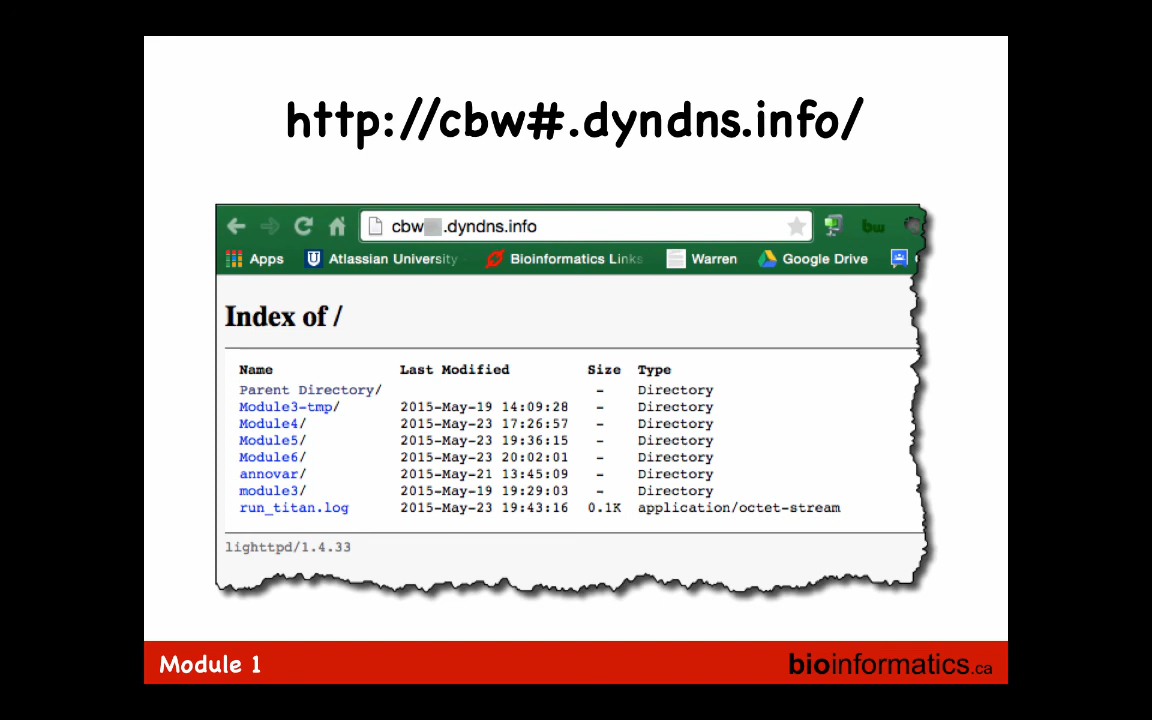 http://cbw#.dyndns.info/
cbw .dyndns.info
bw
Apps Atlassian University Bioinformatics Links Warren Google Drive
Index of /
Name Last Modified Size Type
Parent Directory/ - Directory
Module3-tmp/ 2015-May-19 14:09:28 - Directory
Module4/ 2015-May-23 17:26:57 - Directory
Module5/ 2015-May-23 19:36:15 - Directory
Module6/ 2015-May-23 20:02:01 - Directory
annovar/ 2015-May-21 13:45:09 - Directory
module3/ 2015-May-19 19:29:03 - Directory
run_titan.log 2015-May-23 19:43:16 0.1K application/octet-stream
lighttpd/1.4.33
Module 1
bioinformatics.ca